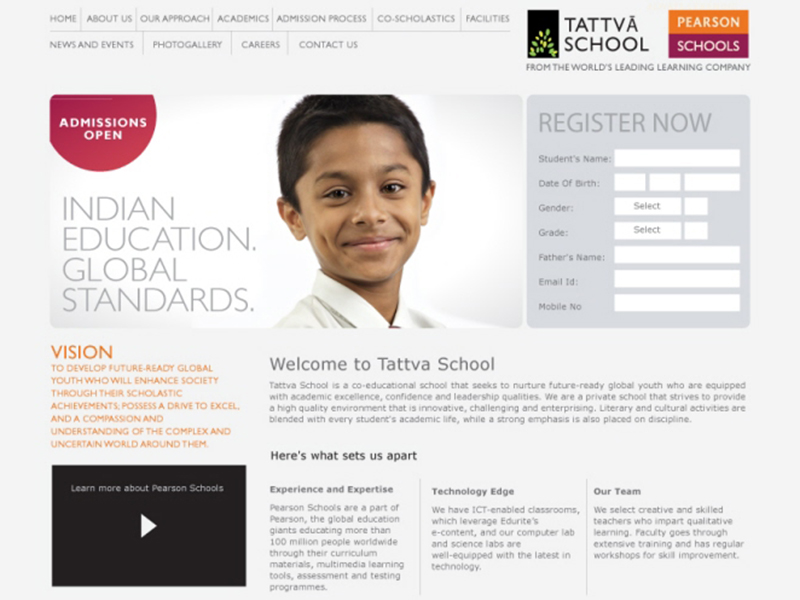 HOME ABOUT US OUR APPROACH ACADEMICS ADMISSION PROCESS CO-SCHOLASTICS FACILITIES
NEWS AND EVENTS PHOTOGALLERY CAREERS CONTACT US
TATTVĀ
SCHOOL
PEARSON
SCHOOLS
FROM THE WORLD'S LEADING LEARNING COMPANY
ADMISSIONS
OPEN
INDIAN
EDUCATION.
GLOBAL
STANDARDS.
REGISTER NOW
Student's Name:
Date Of Birth:
Gender: Select
Grade: Select
Father's Name:
Email Id:
Mobile No
VISION
TO DEVELOP FUTURE-READY GLOBAL
YOUTH WHO WILL ENHANCE SOCIETY
THROUGH THEIR SCHOLASTIC
ACHIEVEMENTS; POSSESS A DRIVE TO EXCEL,
AND A COMPASSION AND
UNDERSTANDING OF THE COMPLEX AND
UNCERTAIN WORLD AROUND THEM.
Learn more about Pearson Schools
Welcome to Tattva School
Tattva School is a co-educational school that seeks to nurture future-ready global youth who are equipped
with academic excellence, confidence and leadership qualities. We are a private school that strives to provide
a high quality environment that is innovative, challenging and enterprising. Literary and cultural activities are
blended with every student's academic life, while a strong emphasis is also placed on discipline.
Here's what sets us apart
Experience and Expertise
Pearson Schools are a part of
Pearson, the global education
giants educating more than
100 million people worldwide
through their curriculum
materials, multimedia learning
tools, assessment and testing
programmes.
Technology Edge
We have ICT-enabled classrooms,
which leverage Edurite's
e-content, and our computer lab
and science labs are
well-equipped with the latest in
technology.
Our Team
We select creative and skilled
teachers who impart qualitative
learning. Faculty goes through
extensive training and has regular
workshops for skill improvement.